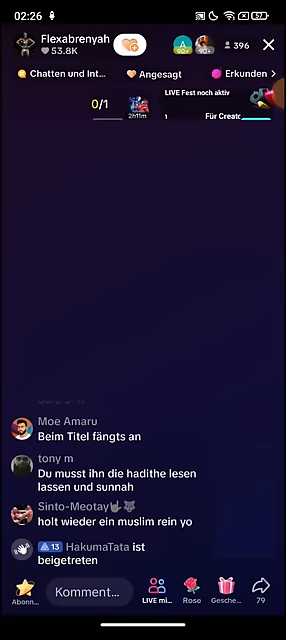 02:26
57
Flexabrenyah
53.8K
396
Chatten und Int...
Angesagt
Erkunden
0/1
2h11m
LIVE Fest noch aktiv
Für Creato
Moe Amaru
Beim Titel fängts an
tony m
Du musst ihn die hadithe lesen
lassen und sunnah
Sinto-Meotay🤟🐺
holt wieder ein muslim rein yo
13 HakumaTata ist
beigetreten
Abonn...
Komment...
LIVE mi...
Rose
Gesche...
79